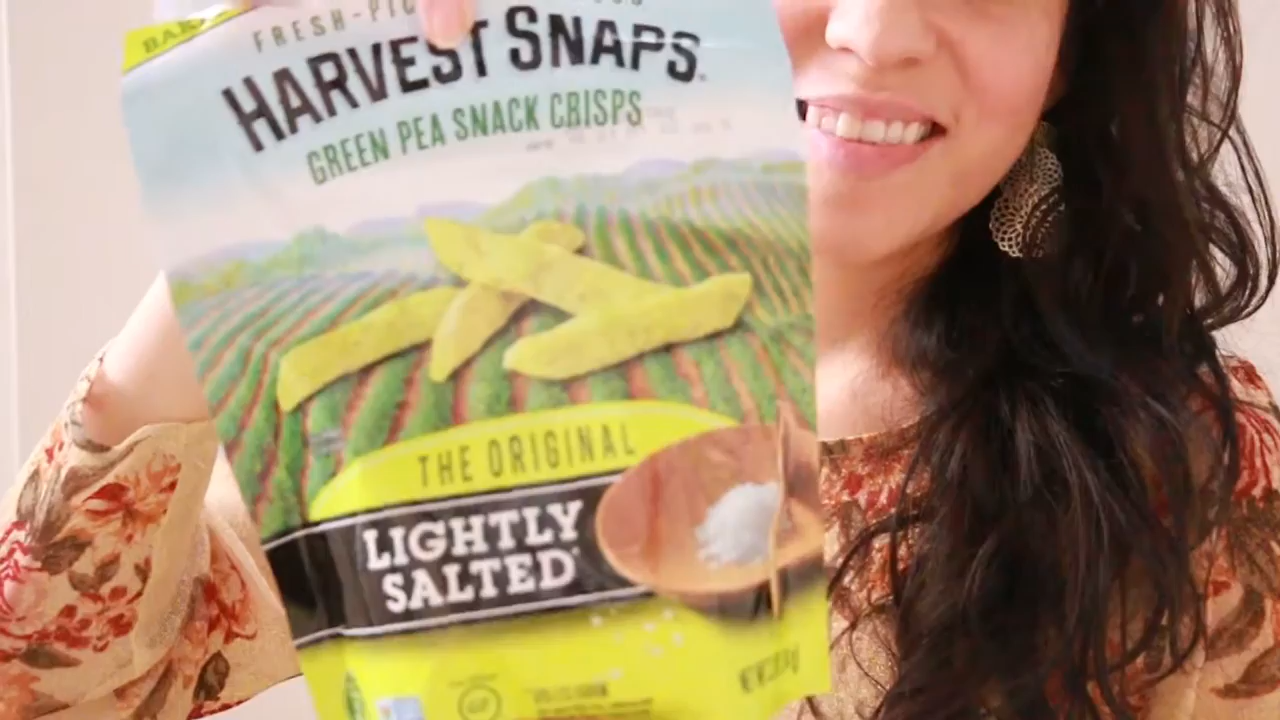 HARVEST SNAPS.
GREEN PEA SNACK CRISPS
THE ORIGINAL
LIGHTLY
SALTED